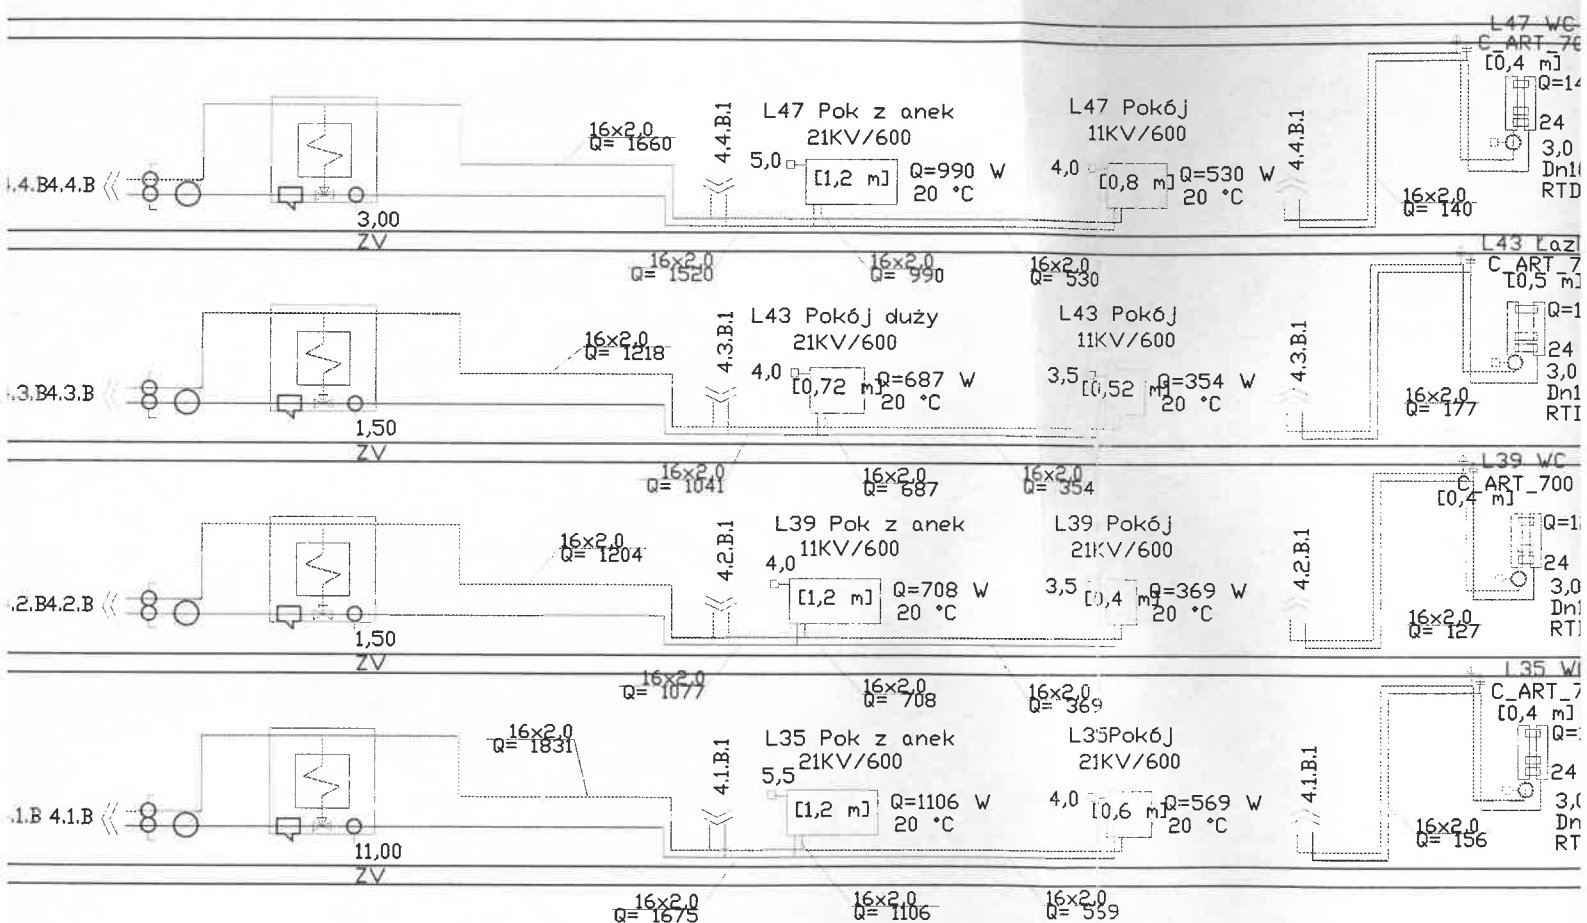 L47 WC
C_ART_70
[0,4 m]
Q=14
24
3,0
RTD
16x2,0
Q= 1660
4.4.B.1
L47 Pok z anek
21KV/600
5,0
[1,2 m]
Q=990 W
20 °C
L47 Pokój
11KV/600
4,0
[0,8 m]
Q=530 W
20 °C
4.4.B.1
16x2,0
Q= 140
.4.B4.4.B
3,00
ZV
16x2,0
Q= 1520
16x2,0
Q= 990
16x2,0
Q= 530
L43 Łaz
C_ART_7
[0,5 m]
Q=1
24
3,0
Dn1
16x2,0
Q= 1218
4.3.B.1
L43 Pokój duży
21KV/600
4,0
[0,72 m]
Q=687 W
20 °C
L43 Pokój
11KV/600
3,5
[0,52 m]
Q=354 W
20 °C
4.3.B.1
16x2,0
Q= 177
.3.B4.3.B
1,50
ZV
16x2,0
Q= 1041
16x2,0
Q= 687
16x2,0
Q= 354
L39 WC
C_ART_700
[0,4 m]
24
3,0
16x2,0
Q= 1204
4.2.B.1
L39 Pok z anek
11KV/600
4,0
[1,2 m]
Q=708 W
20 °C
L39 Pokój
21KV/600
3,5
[0,4 m]
Q=369 W
20 °C
4.2.B.1
16x2,0
Q= 127
.2.B4.2.B
1,50
ZV
16x2,0
Q= 1077
16x2,0
Q= 708
16x2,0
Q= 369
L35 W
C_ART_7
[0,4 m]
24
Dn
RT
16x2,0
Q= 1831
4.1.B.1
L35 Pok z anek
21KV/600
5,5
[1,2 m]
Q=1106 W
20 °C
L35Pokój
21KV/600
4,0
[0,6 m]
Q=569 W
20 °C
4.1.B.1
16x2,0
Q= 156
.1.B 4.1.B
11,00
ZV
16x2,0
Q= 1675
16x2,0
Q= 1106
16x2,0
Q= 569